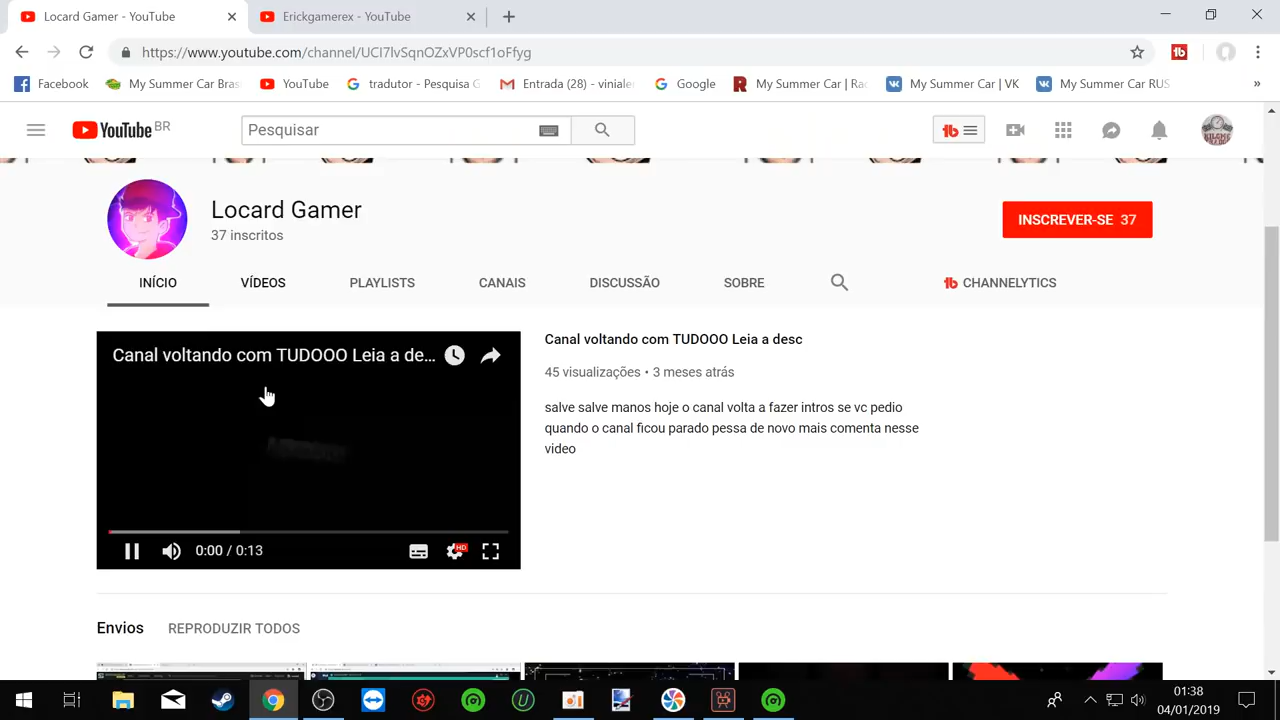 Locard Gamer - YouTube
Erickgamerex - YouTube
https://www.youtube.com/channel/UCI7lvSqnOZxVP0scf1oFfyg
Facebook
My Summer Car Bras
YouTube
tradutor - Pesquisa G
Entrada (28) - vinialer
Google
My Summer Car | Rac
My Summer Car | VK
My Summer Car RUS
»
YouTube BR
Pesquisar
Locard Gamer
37 inscritos
INSCREVER-SE 37
INÍCIO
VÍDEOS
PLAYLISTS
CANAIS
DISCUSSÃO
SOBRE
CHANNELYTICS
Canal voltando com TUDOOO Leia a de...
0:00 / 0:13
HD
Canal voltando com TUDOOO Leia a desc
45 visualizações • 3 meses atrás
salve salve manos hoje o canal volta a fazer intros se vc pedio
quando o canal ficou parado pessa de novo mais comenta nesse
video
Envios
REPRODUZIR TODOS
01:38
04/01/2019